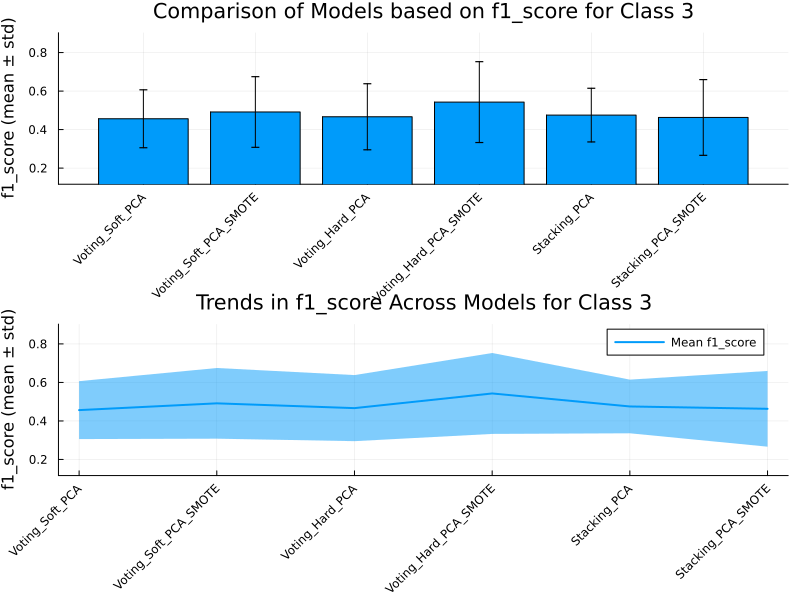 Comparison of Models based on f1_score for Class 3
f1_score (mean ± std)
0.8
0.6
0.4
0.2
Voting_Soft_PCA
Voting_Soft_PCA_SMOTE
Voting_Hard_PCA
Voting_Hard_PCA_SMOTE
Stacking_PCA
Stacking_PCA_SMOTE
Trends in f1_score Across Models for Class 3
f1_score (mean ± std)
0.8
0.6
0.4
0.2
Mean f1_score
Voting_Soft_PCA
Voting_Soft_PCA_SMOTE
Voting_Hard_PCA
Voting_Hard_PCA_SMOTE
Stacking_PCA
Stacking_PCA_SMOTE